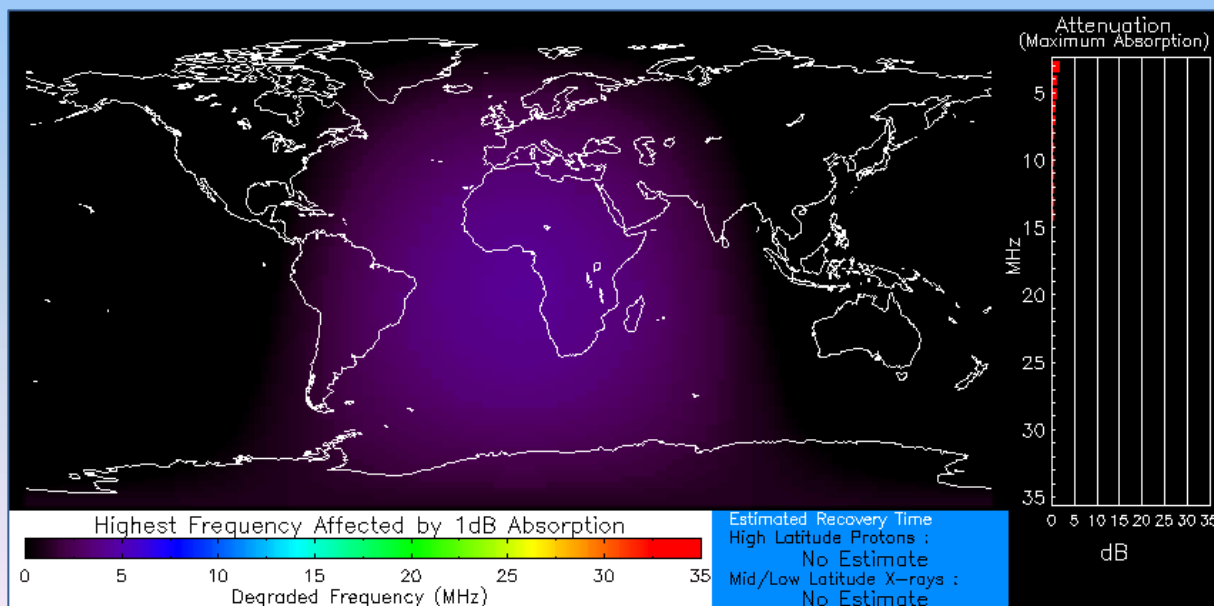 Attenuation
(Maximum Absorption)
5
10
15
20
25
30
35
MHz
0 5 10 15 20 25 30 35
dB
Highest Frequency Affected by 1dB Absorption
0 5 10 15 20 25 30 35
Degraded Frequency (MHz)
Estimated Recovery Time
High Latitude Protons :
No Estimate
Mid/Low Latitude X-rays :
No Estimate